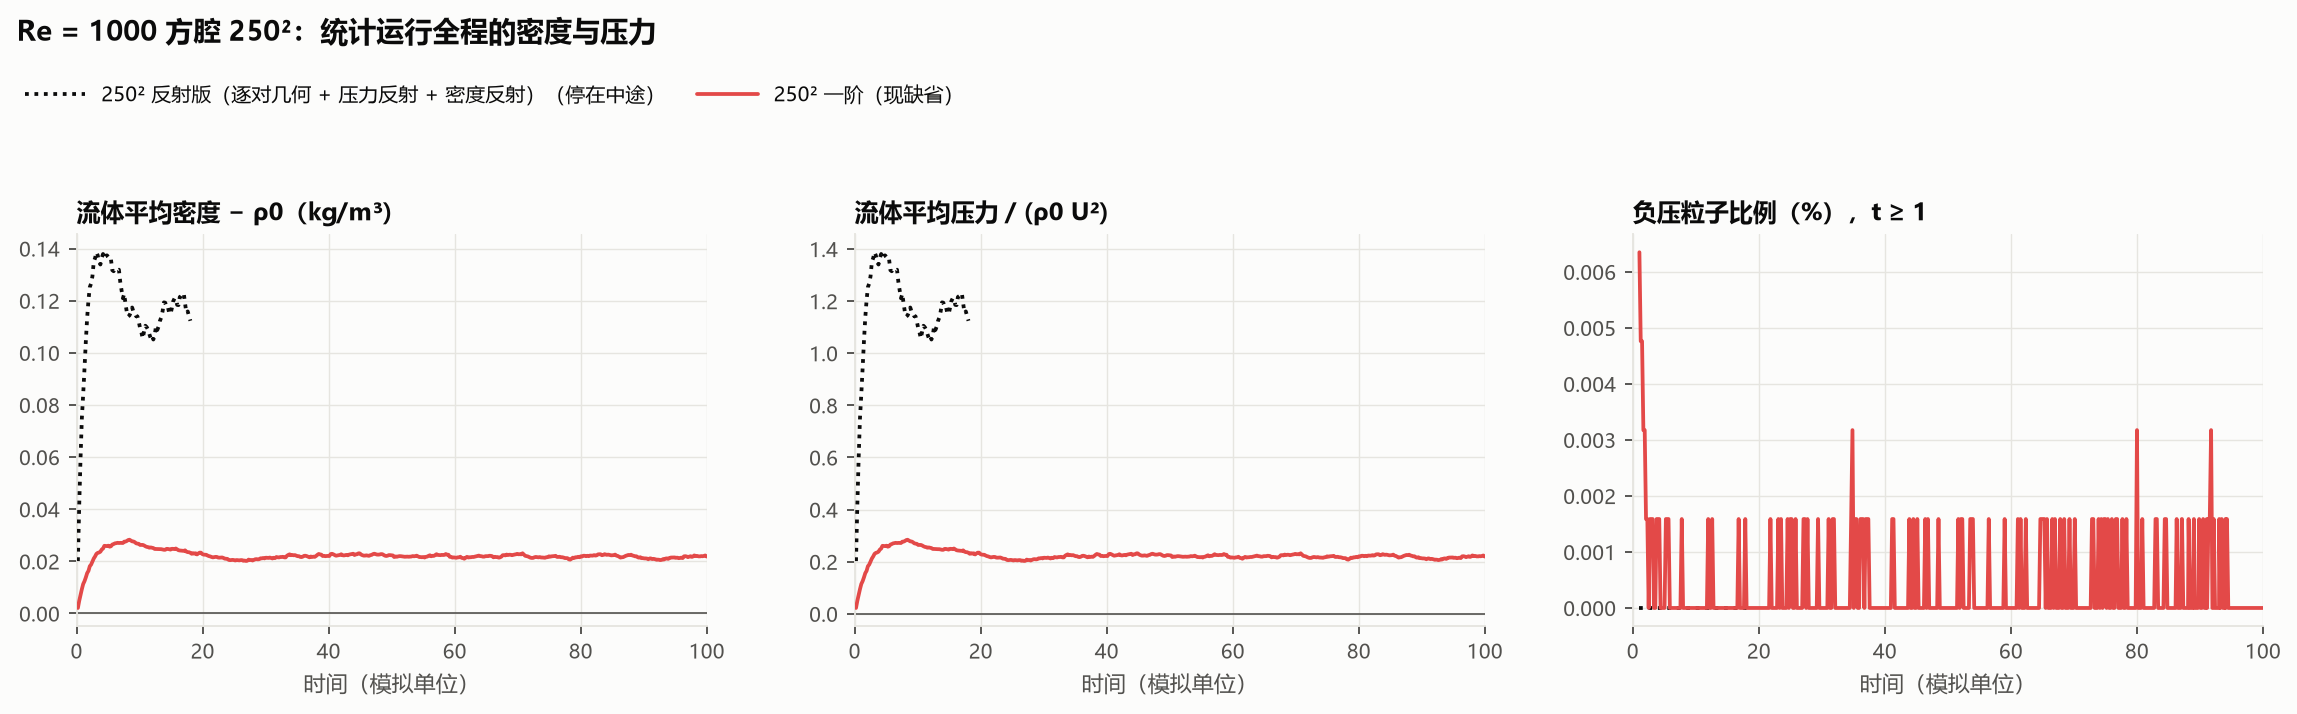 Re = 1000 方腔 250²：统计运行全程的密度与压力
250² 反射版（逐对几何 + 压力反射 + 密度反射）（停在中途）
250² 一阶（现缺省）
流体平均密度 − ρ0（kg/m³）
0.14
0.12
0.10
0.08
0.06
0.04
0.02
0.00
0 20 40 60 80 100
时间（模拟单位）
流体平均压力 / (ρ0 U²)
1.4
1.2
1.0
0.8
0.6
0.4
0.2
0.0
0 20 40 60 80 100
时间（模拟单位）
负压粒子比例（%），t ≥ 1
0.006
0.005
0.004
0.003
0.002
0.001
0.000
0 20 40 60 80 100
时间（模拟单位）